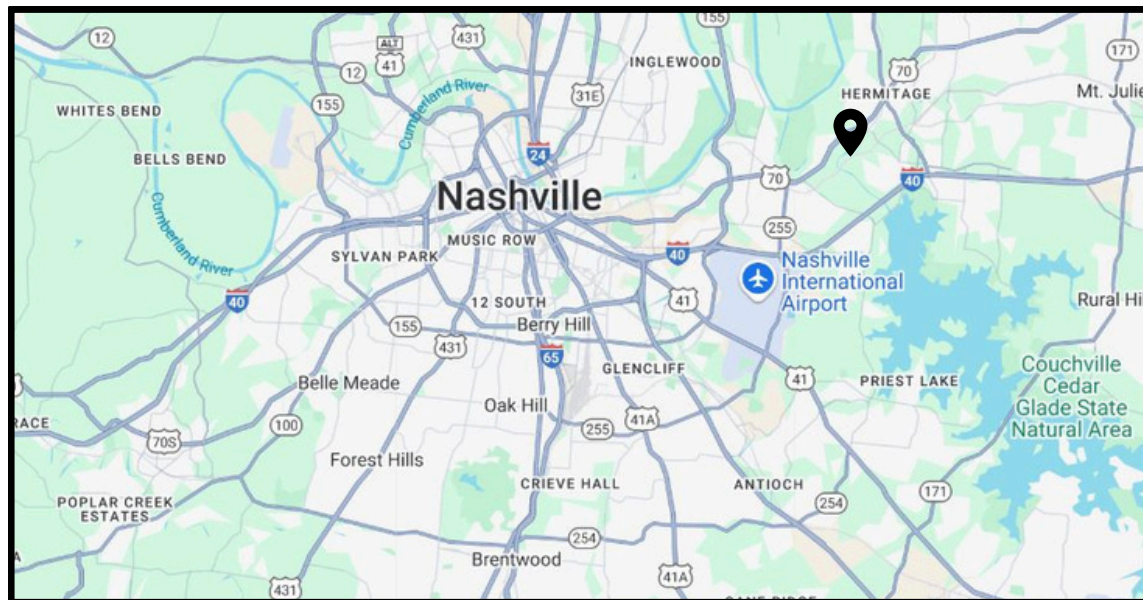 12
ALT
41
431
155
INGLEWOOD
171
70
HERMITAGE
Mt. Julie
12
31E
WHITES BEND
155
Cumberland River
BELLS BEND
24
70
40
Nashville
255
MUSIC ROW
SYLVAN PARK
40
Cumberland River
Nashville
International
Airport
40
41
12 SOUTH
Rural Hi
155
431
Berry Hill
65
GLENCLIFF
Belle Meade
41
PRIEST LAKE
Couchville
Cedar
Glade State
Natural Area
Oak Hill
RACE
70S
100
255
41A
Forest Hills
CRIEVE HALL
ANTIOCH
171
POPLAR CREEK
ESTATES
254
254
Brentwood
A
431
41A
CANE RIDGE